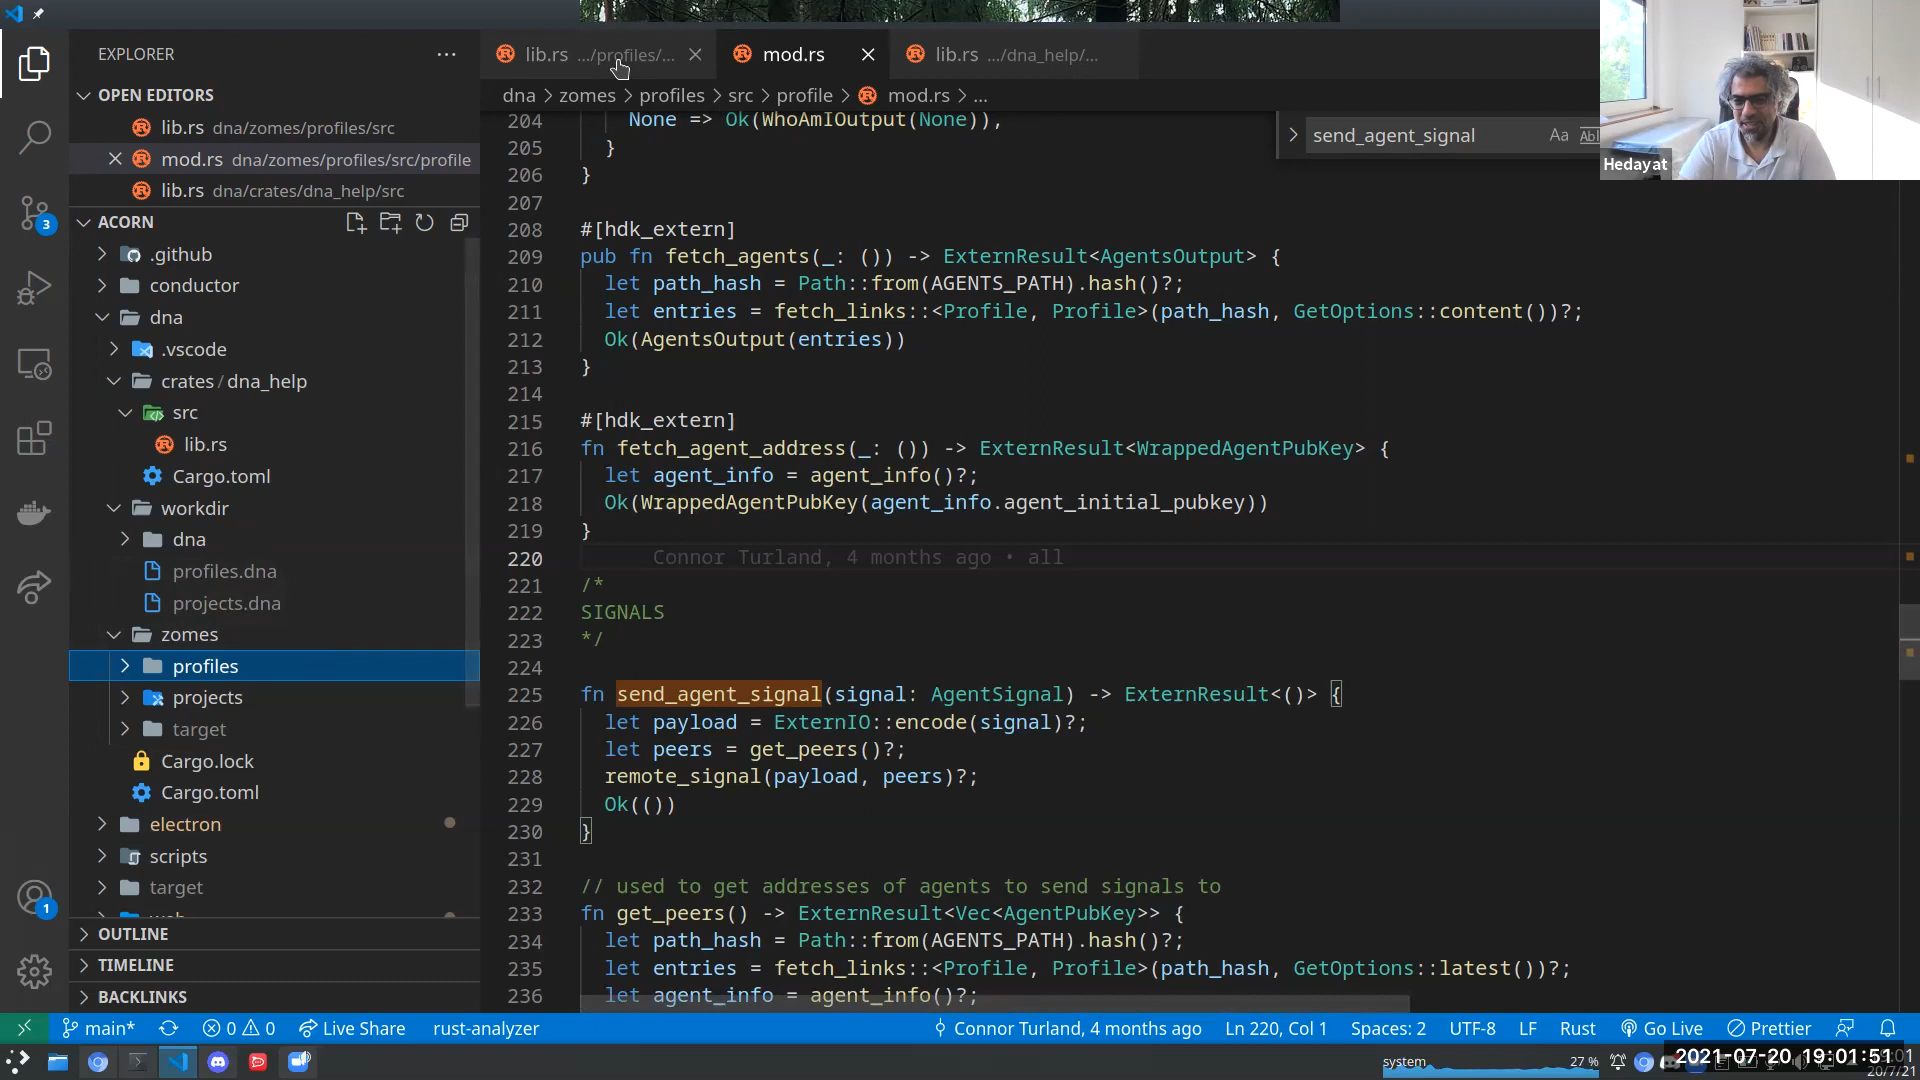 EXPLORER
OPEN EDITORS
lib.rs dna/zomes/profiles/src
mod.rs dna/zomes/profiles/src/profile
lib.rs dna/crates/dna_help/src
ACORN
.github
conductor
dna
.vscode
crates / dna_help
src
lib.rs
Cargo.toml
workdir
dna
profiles.dna
projects.dna
zomes
profiles
projects
target
Cargo.lock
Cargo.toml
electron
scripts
target
OUTLINE
TIMELINE
BACKLINKS
3
1
lib.rs .../profiles/...
mod.rs
lib.rs .../dna_help/...
dna > zomes > profiles > src > profile > mod.rs > ...
send_agent_signal
Aa
Hedayat
204 None => Ok(WhoAmIOutput(None)),
205 }
206 }
207
208 #[hdk_extern]
209 pub fn fetch_agents(_: ()) -> ExternResult<AgentsOutput> {
210 let path_hash = Path::from(AGENTS_PATH).hash()?;
211 let entries = fetch_links::<Profile, Profile>(path_hash, GetOptions::content())?;
212 Ok(AgentsOutput(entries))
213 }
214
215 #[hdk_extern]
216 fn fetch_agent_address(_: ()) -> ExternResult<WrappedAgentPubKey> {
217 let agent_info = agent_info()?;
218 Ok(WrappedAgentPubKey(agent_info.agent_initial_pubkey))
219 }
220 Connor Turland, 4 months ago • all
221 /*
222 SIGNALS
223 */
224
225 fn send_agent_signal(signal: AgentSignal) -> ExternResult<()> {
226 let payload = ExternIO::encode(signal)?;
227 let peers = get_peers()?;
228 remote_signal(payload, peers)?;
229 Ok(())
230 }
231
232 // used to get addresses of agents to send signals to
233 fn get_peers() -> ExternResult<Vec<AgentPubKey>> {
234 let path_hash = Path::from(AGENTS_PATH).hash()?;
235 let entries = fetch_links::<Profile, Profile>(path_hash, GetOptions::latest())?;
236 let agent_info = agent_info()?;
main* 0 0 Live Share rust-analyzer Connor Turland, 4 months ago Ln 220, Col 1 Spaces: 2 UTF-8 LF Rust Go Live Prettier
system 27 % 2021-07-20 19:01:51
20/7/21